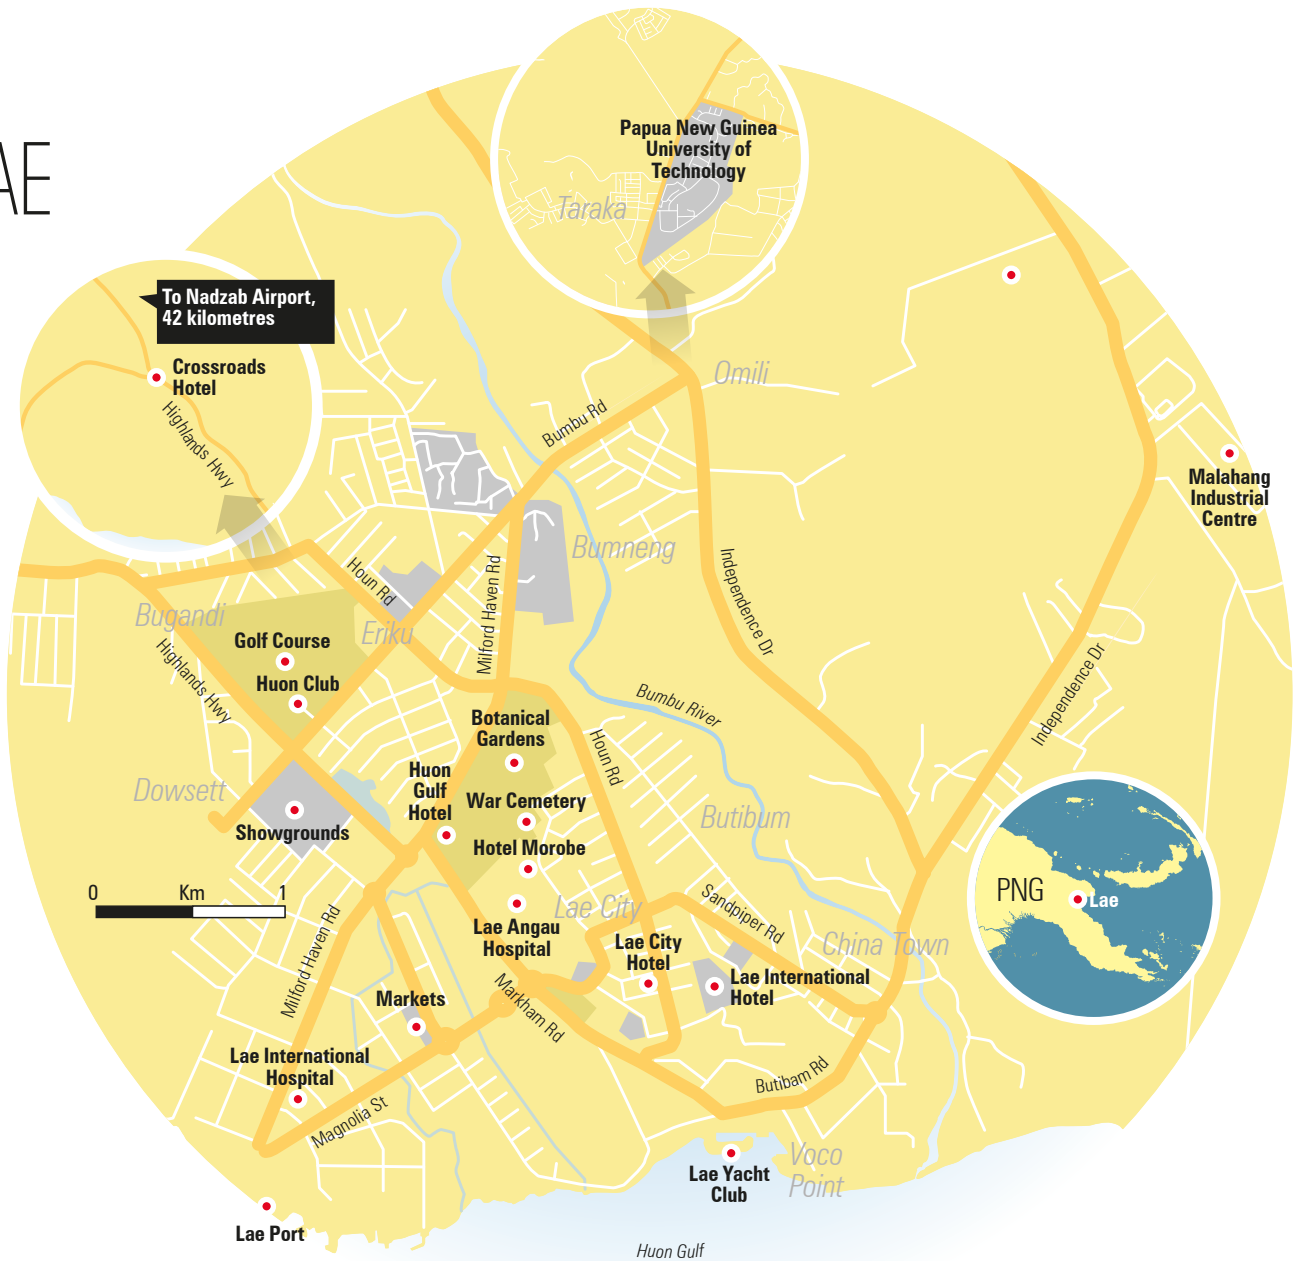 AE
Papua New Guinea
University of
Technology
Taraka
To Nadzab Airport,
42 kilometres
Crossroads
Hotel
Highlands Hwy
Omili
Bumbu Rd
Malahang
Industrial
Centre
Bumneng
Houn Rd
Milford Haven Rd
Independence Dr
Bugandi
Eriku
Golf Course
Huon Club
Highlands Hwy
Independence Dr
Bumbu River
Botanical
Gardens
Houn Rd
Huon
Gulf
Hotel
Dowsett
War Cemetery
Butibum
Showgrounds
Hotel Morobe
0 Km 1
PNG
Lae
Lae City
Sandpiper Rd
Lae Angau
Hospital
Lae City
Hotel
China Town
Milford Haven Rd
Markets
Markham Rd
Lae International
Hotel
Lae International
Hospital
Butibam Rd
Magnolia St
Lae Yacht
Club
Voco
Point
Lae Port
Huon Gulf